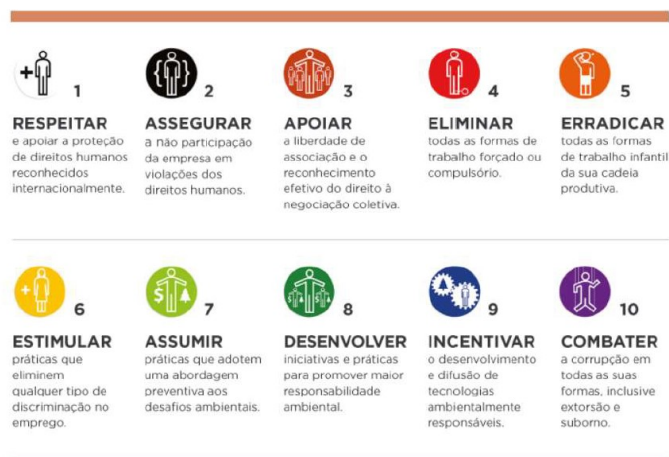 1
RESPEITAR
e apoiar a proteção
de direitos humanos
reconhecidos
internacionalmente.
2
ASSEGURAR
a não participação
da empresa em
violações dos
direitos humanos.
3
APOIAR
a liberdade de
associação e o
reconhecimento
efetivo do direito à
negociação coletiva.
4
ELIMINAR
todas as formas de
trabalho forçado ou
compulsório.
5
ERRADICAR
todas as formas
de trabalho infantil
da sua cadeia
produtiva.
6
ESTIMULAR
práticas que
eliminem
qualquer tipo de
discriminação no
emprego.
7
ASSUMIR
práticas que adotem
uma abordagem
preventiva aos
desafios ambientais.
8
DESENVOLVER
iniciativas e práticas
para promover maior
responsabilidade
ambiental.
9
INCENTIVAR
o desenvolvimento
e difusão de
tecnologias
ambientalmente
responsáveis.
10
COMBATER
a corrupção em
todas as suas
formas, inclusive
extorsão e
suborno.